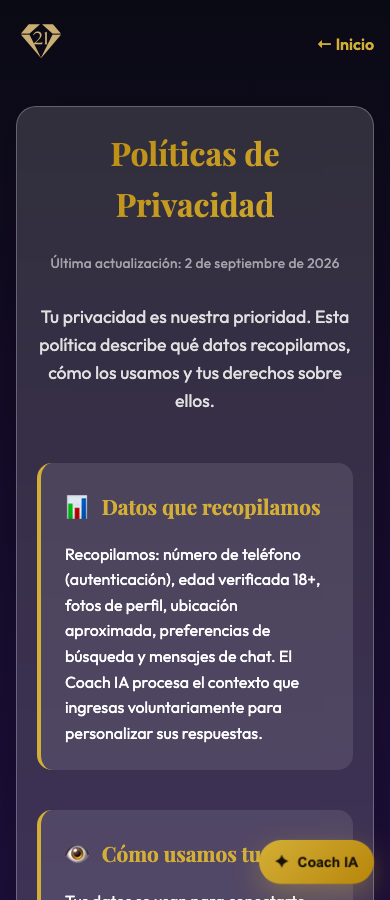 21
← Inicio
Políticas de
Privacidad
Última actualización: 2 de septiembre de 2026
Tu privacidad es nuestra prioridad. Esta
política describe qué datos recopilamos,
cómo los usamos y tus derechos sobre
ellos.
📊 Datos que recopilamos
Recopilamos: número de teléfono
(autenticación), edad verificada 18+,
fotos de perfil, ubicación
aproximada, preferencias de
búsqueda y mensajes de chat. El
Coach IA procesa el contexto que
ingresas voluntariamente para
personalizar sus respuestas.
👁️ Cómo usamos tu
✦ Coach IA